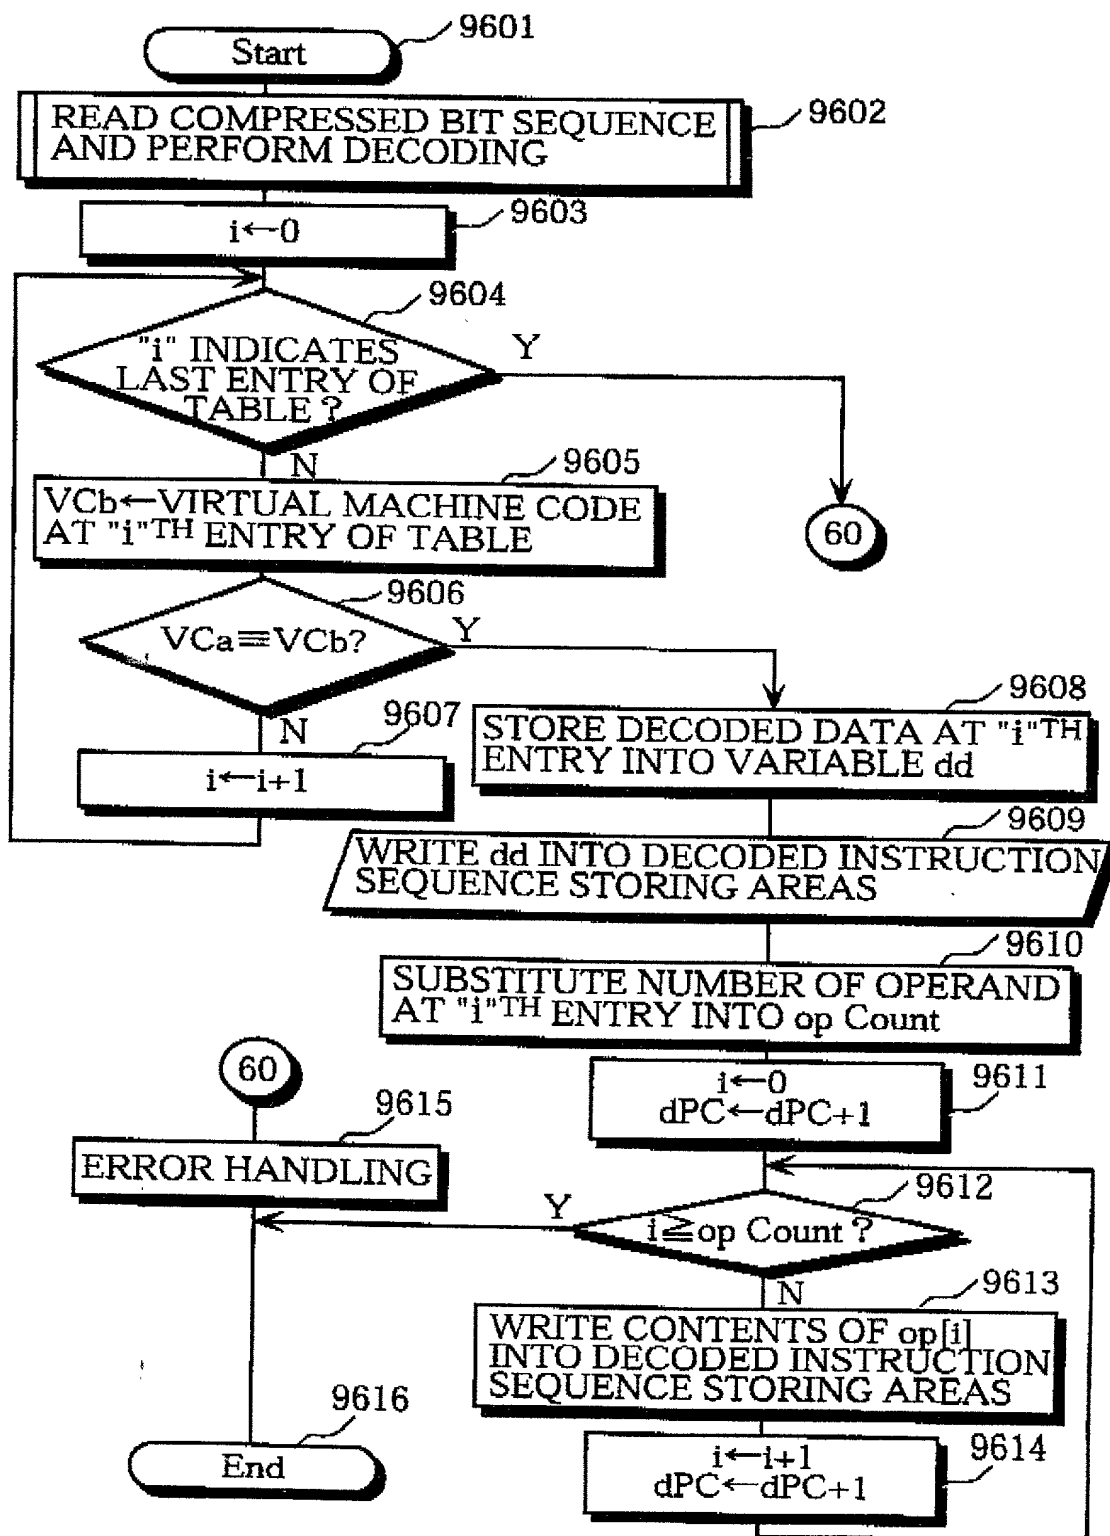 9601
Start
9602
READ COMPRESSED BIT SEQUENCE
AND PERFORM DECODING
9603
i←0
9604
"i" INDICATES
LAST ENTRY OF
TABLE?
Y
N
9605
VCb←VIRTUAL MACHINE CODE
AT "i"TH ENTRY OF TABLE
60
9606
VCa≡VCb?
Y
N
9607
i←i+1
9608
STORE DECODED DATA AT "i"TH
ENTRY INTO VARIABLE dd
9609
WRITE dd INTO DECODED INSTRUCTION
SEQUENCE STORING AREAS
9610
SUBSTITUTE NUMBER OF OPERAND
AT "i"TH ENTRY INTO op Count
9611
i←0
dPC←dPC+1
60
9615
ERROR HANDLING
9612
i≧op Count?
Y
N
9613
WRITE CONTENTS OF op[i]
INTO DECODED INSTRUCTION
SEQUENCE STORING AREAS
9614
i←i+1
dPC←dPC+1
9616
End